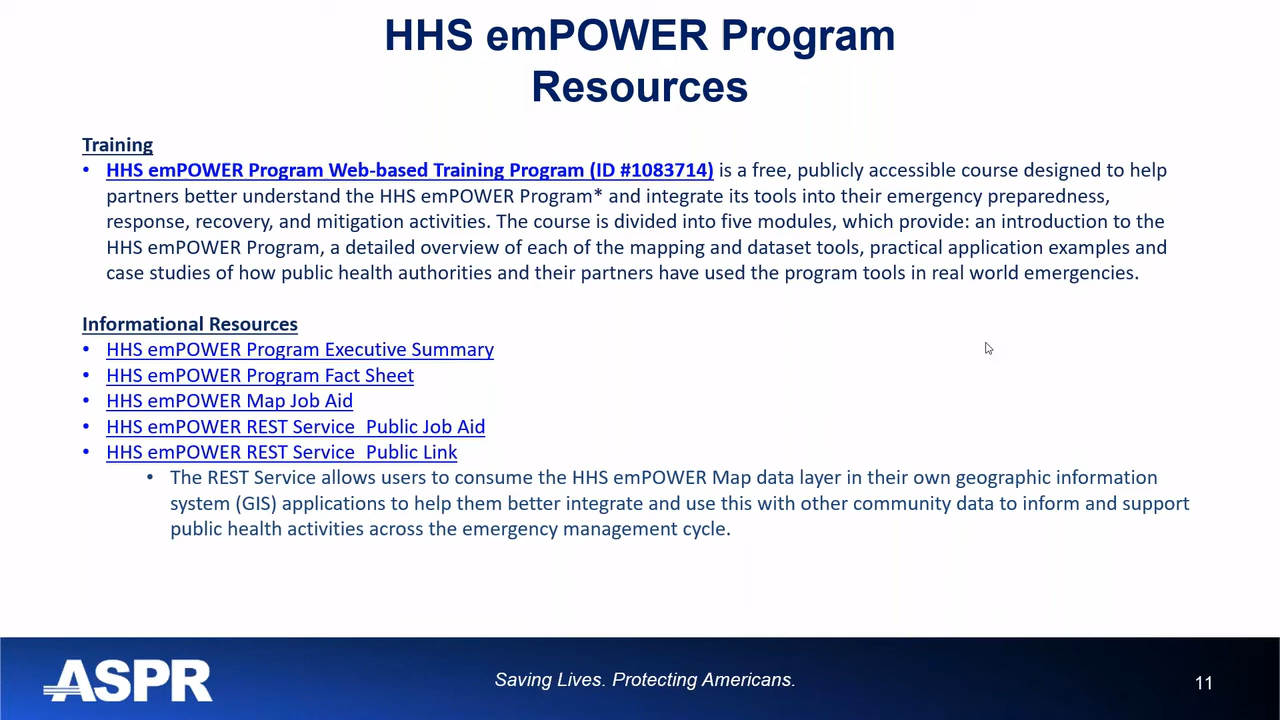 HHS emPOWER Program
Resources
Training
• HHS emPOWER Program Web-based Training Program (ID #1083714) is a free, publicly accessible course designed to help
partners better understand the HHS emPOWER Program* and integrate its tools into their emergency preparedness,
response, recovery, and mitigation activities. The course is divided into five modules, which provide: an introduction to the
HHS emPOWER Program, a detailed overview of each of the mapping and dataset tools, practical application examples and
case studies of how public health authorities and their partners have used the program tools in real world emergencies.
Informational Resources
• HHS emPOWER Program Executive Summary
• HHS emPOWER Program Fact Sheet
• HHS emPOWER Map Job Aid
• HHS emPOWER REST Service  Public Job Aid
• HHS emPOWER REST Service  Public Link
• The REST Service allows users to consume the HHS emPOWER Map data layer in their own geographic information
system (GIS) applications to help them better integrate and use this with other community data to inform and support
public health activities across the emergency management cycle.
ASPR
Saving Lives. Protecting Americans.
11